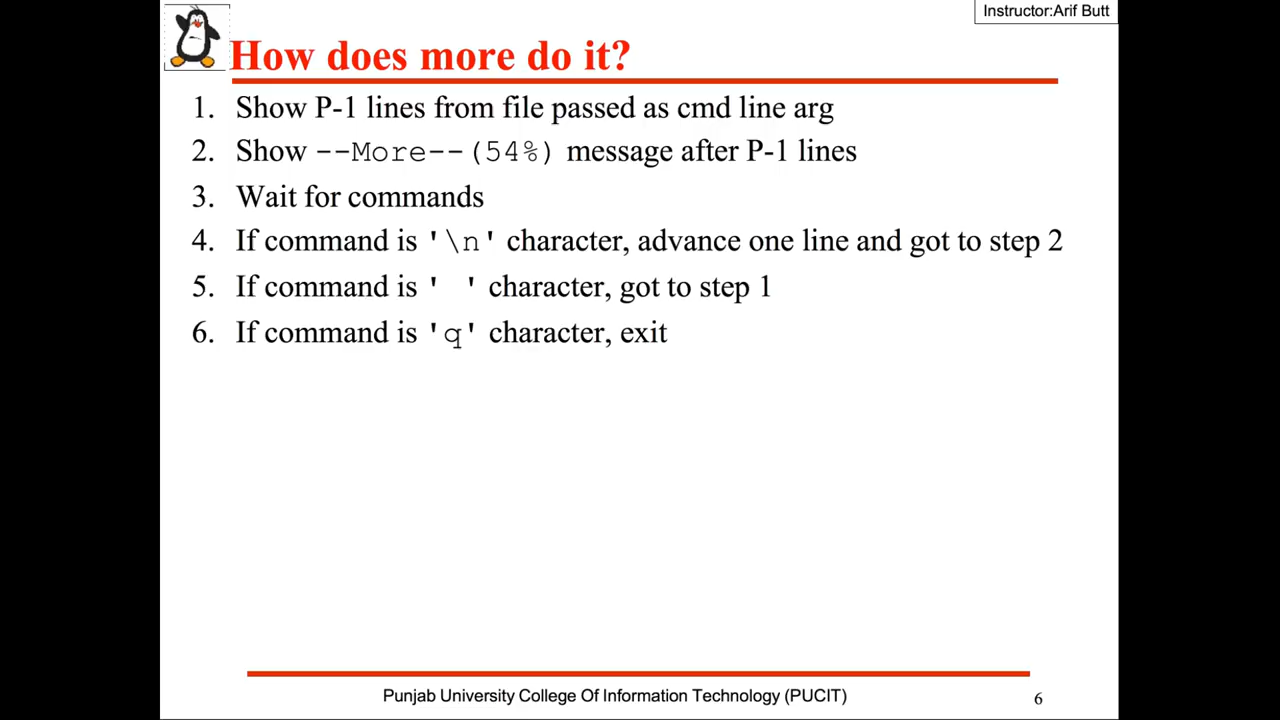 Instructor:Arif Butt
How does more do it?
1. Show P-1 lines from file passed as cmd line arg
2. Show --More--(54%) message after P-1 lines
3. Wait for commands
4. If command is '\n' character, advance one line and got to step 2
5. If command is ' ' character, got to step 1
6. If command is 'q' character, exit
Punjab University College Of Information Technology (PUCIT)
6